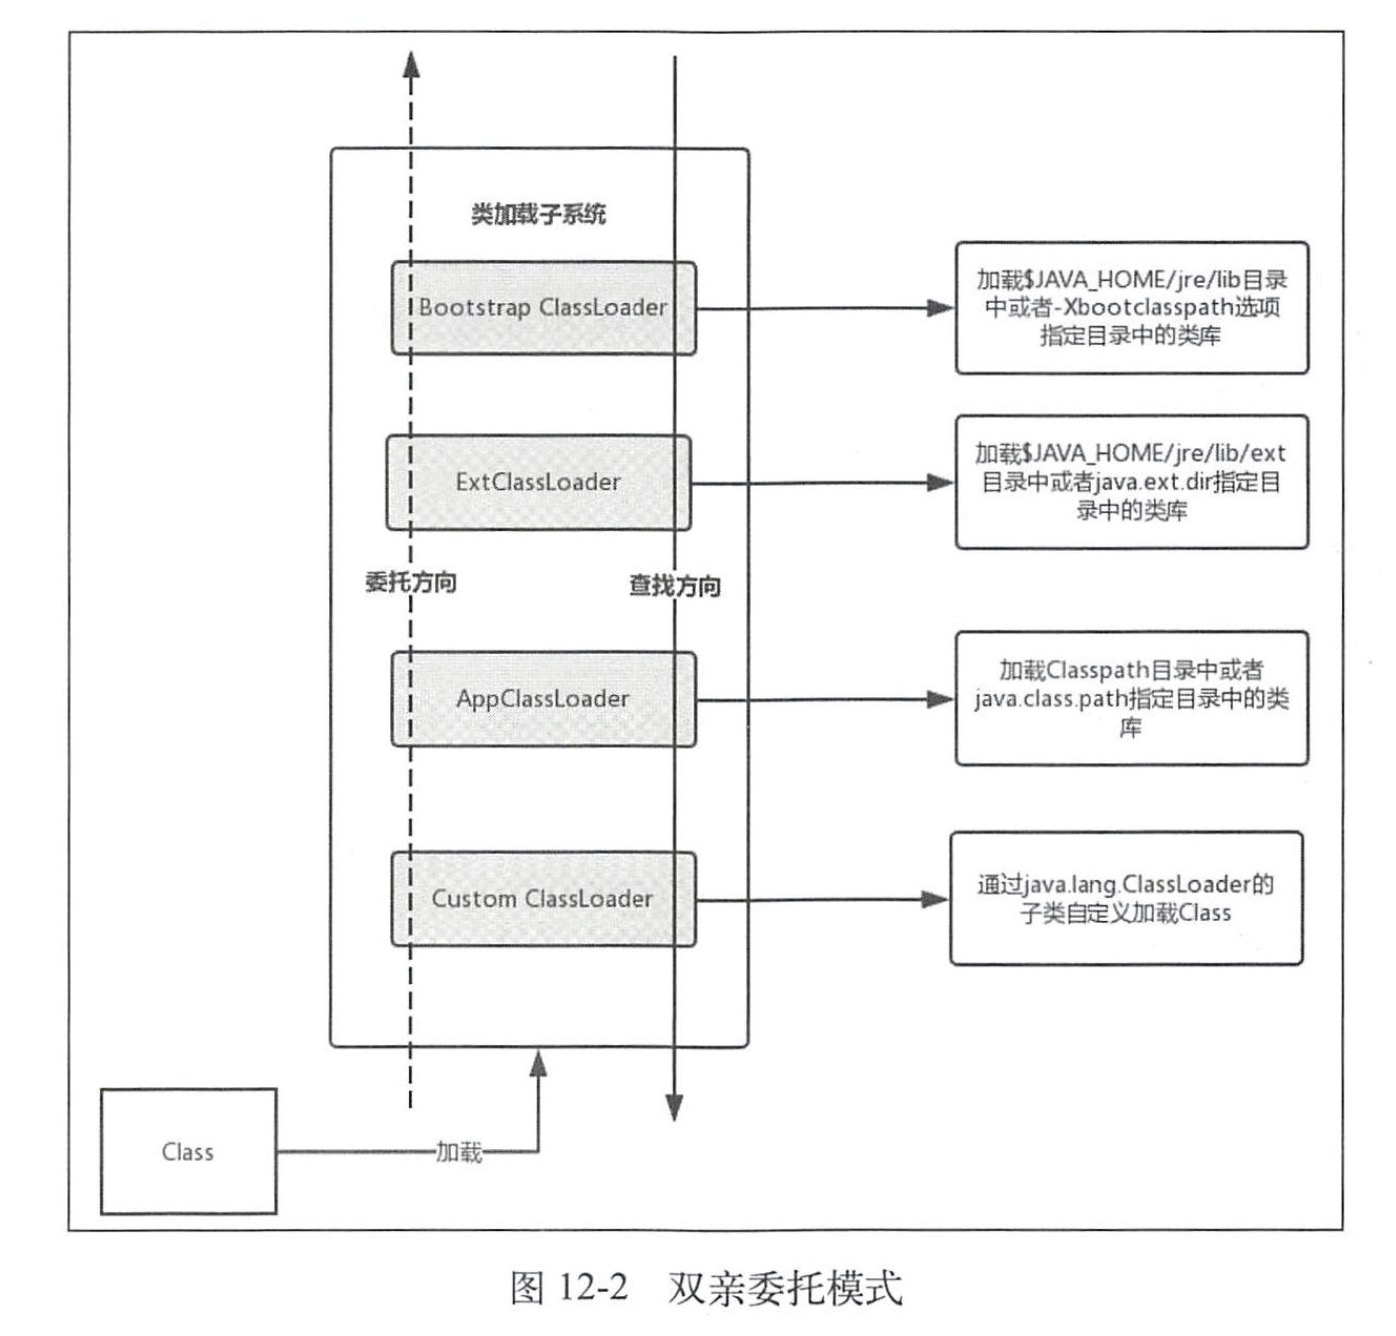 类加载子系统
Bootstrap ClassLoader
加载$JAVA_HOME/jre/lib目录
中或者-Xbootclasspath选项
指定目录中的类库
ExtClassLoader
加载$JAVA_HOME/jre/lib/ext
目录中或者java.ext.dir指定目
录中的类库
委托方向
查找方向
AppClassLoader
加载Classpath目录中或者
java.class.path指定目录中的类
库
Custom ClassLoader
通过java.lang.ClassLoader的
子类自定义加载Class
Class
加载
图 12-2 双亲委托模式